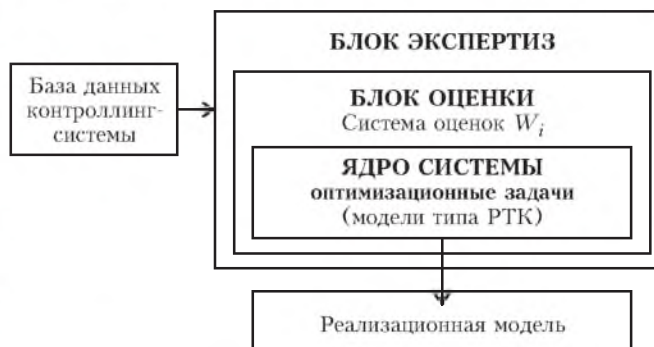 БЛОК ЭКСПЕРТИЗ
База данных
контроллинг-
системы
БЛОК ОЦЕНКИ
Система оценок W_i
ЯДРО СИСТЕМЫ
оптимизационные задачи
(модели типа РТК)
Реализационная модель